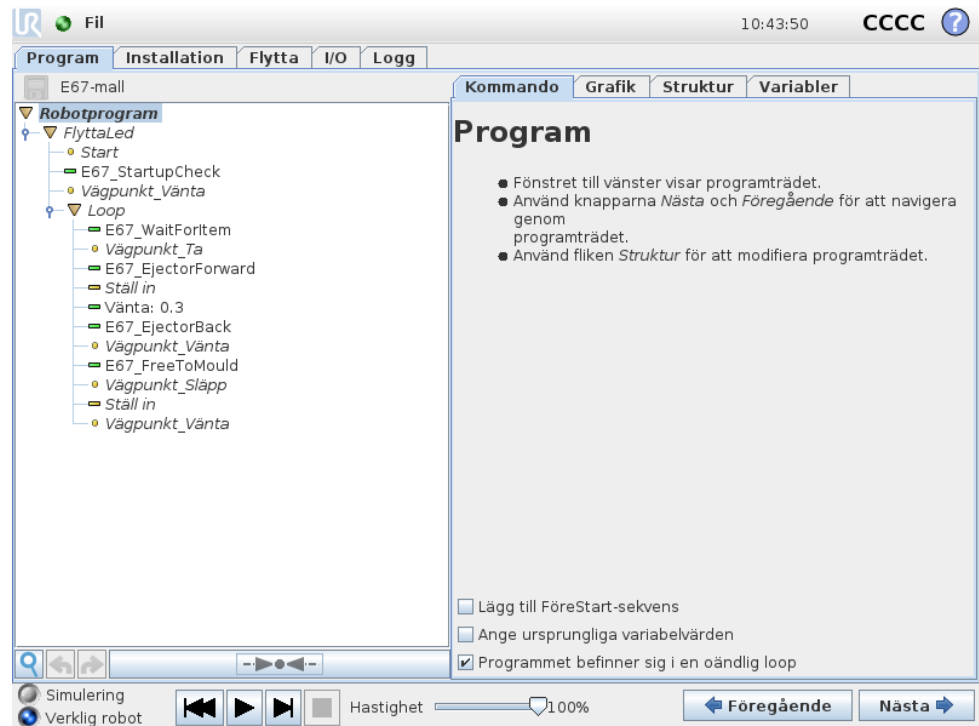 UR Fil 10:43:50 CCCC ?
Program Installation Flytta I/O Logg
E67-mall
Robotprogram
FlyttaLed
Start
E67_StartupCheck
Vägpunkt_Vänta
Loop
E67_WaitForItem
Vägpunkt_Ta
E67_EjectorForward
Ställ in
Vänta: 0.3
E67_EjectorBack
Vägpunkt_Vänta
E67_FreeToMould
Vägpunkt_Släpp
Ställ in
Vägpunkt_Vänta
Kommando Grafik Struktur Variabler
Program
Fönstret till vänster visar programträdet.
Använd knapparna Nästa och Föregående för att navigera
genom
programträdet.
Använd fliken Struktur för att modifiera programträdet.
Lägg till FöreStart-sekvens
Ange ursprungliga variabelvärden
Programmet befinner sig i en oändlig loop
Simulering
Verklig robot
Hastighet 100%
Föregående Nästa